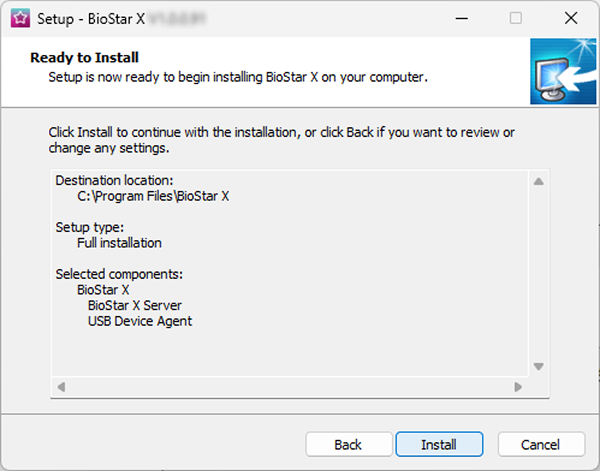 Setup - BioStar X
Ready to Install
Setup is now ready to begin installing BioStar X on your computer.
Click Install to continue with the installation, or click Back if you want to review or
change any settings.
Destination location:
C:\Program Files\BioStar X
Setup type:
Full installation
Selected components:
BioStar X
BioStar X Server
USB Device Agent
Back
Install
Cancel